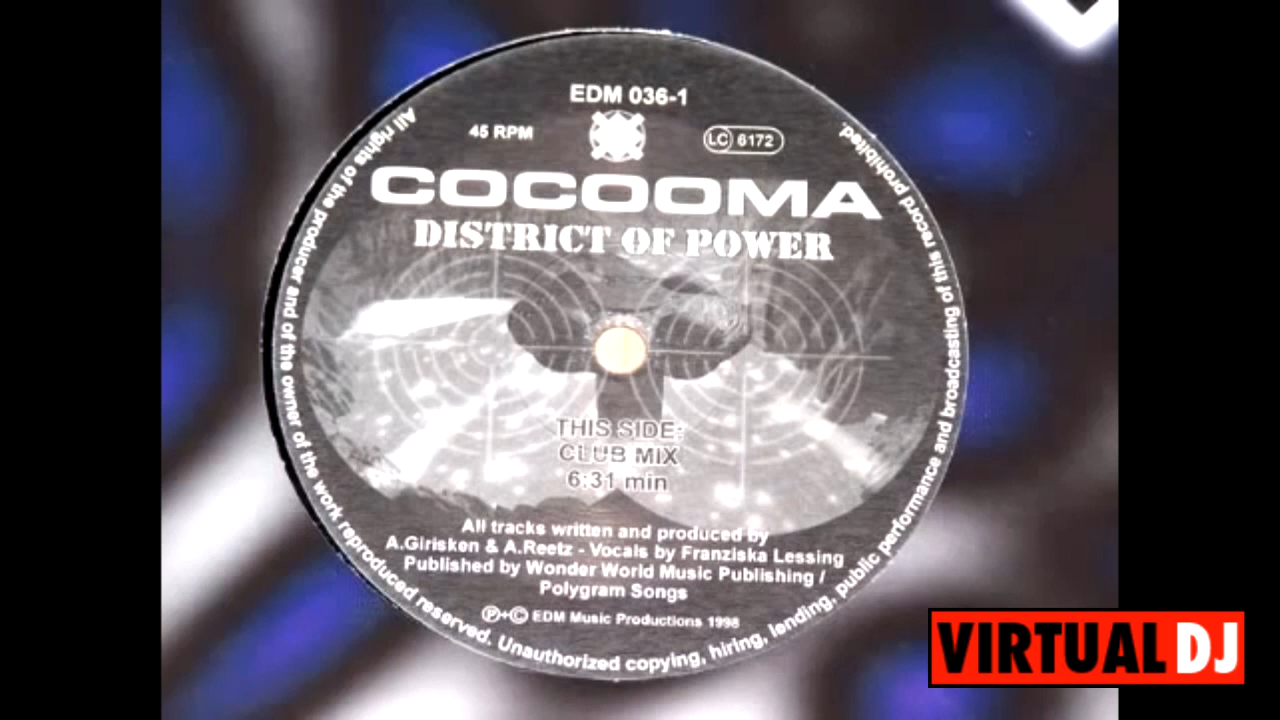 EDM 036-1
45 RPM
LC 6172
COCOOMA
DISTRICT OF POWER
THIS SIDE:
CLUB MIX
6:31 min
All tracks written and produced by
A.Girisken & A.Reetz - Vocals by Franziska Lessing
Published by Wonder World Music Publishing /
Polygram Songs
℗+© EDM Music Productions 1998
All rights of the producer and of the owner of the work reproduced reserved. Unauthorized copying, hiring, lending, public performance and broadcasting of this record prohibited.
VIRTUAL DJ